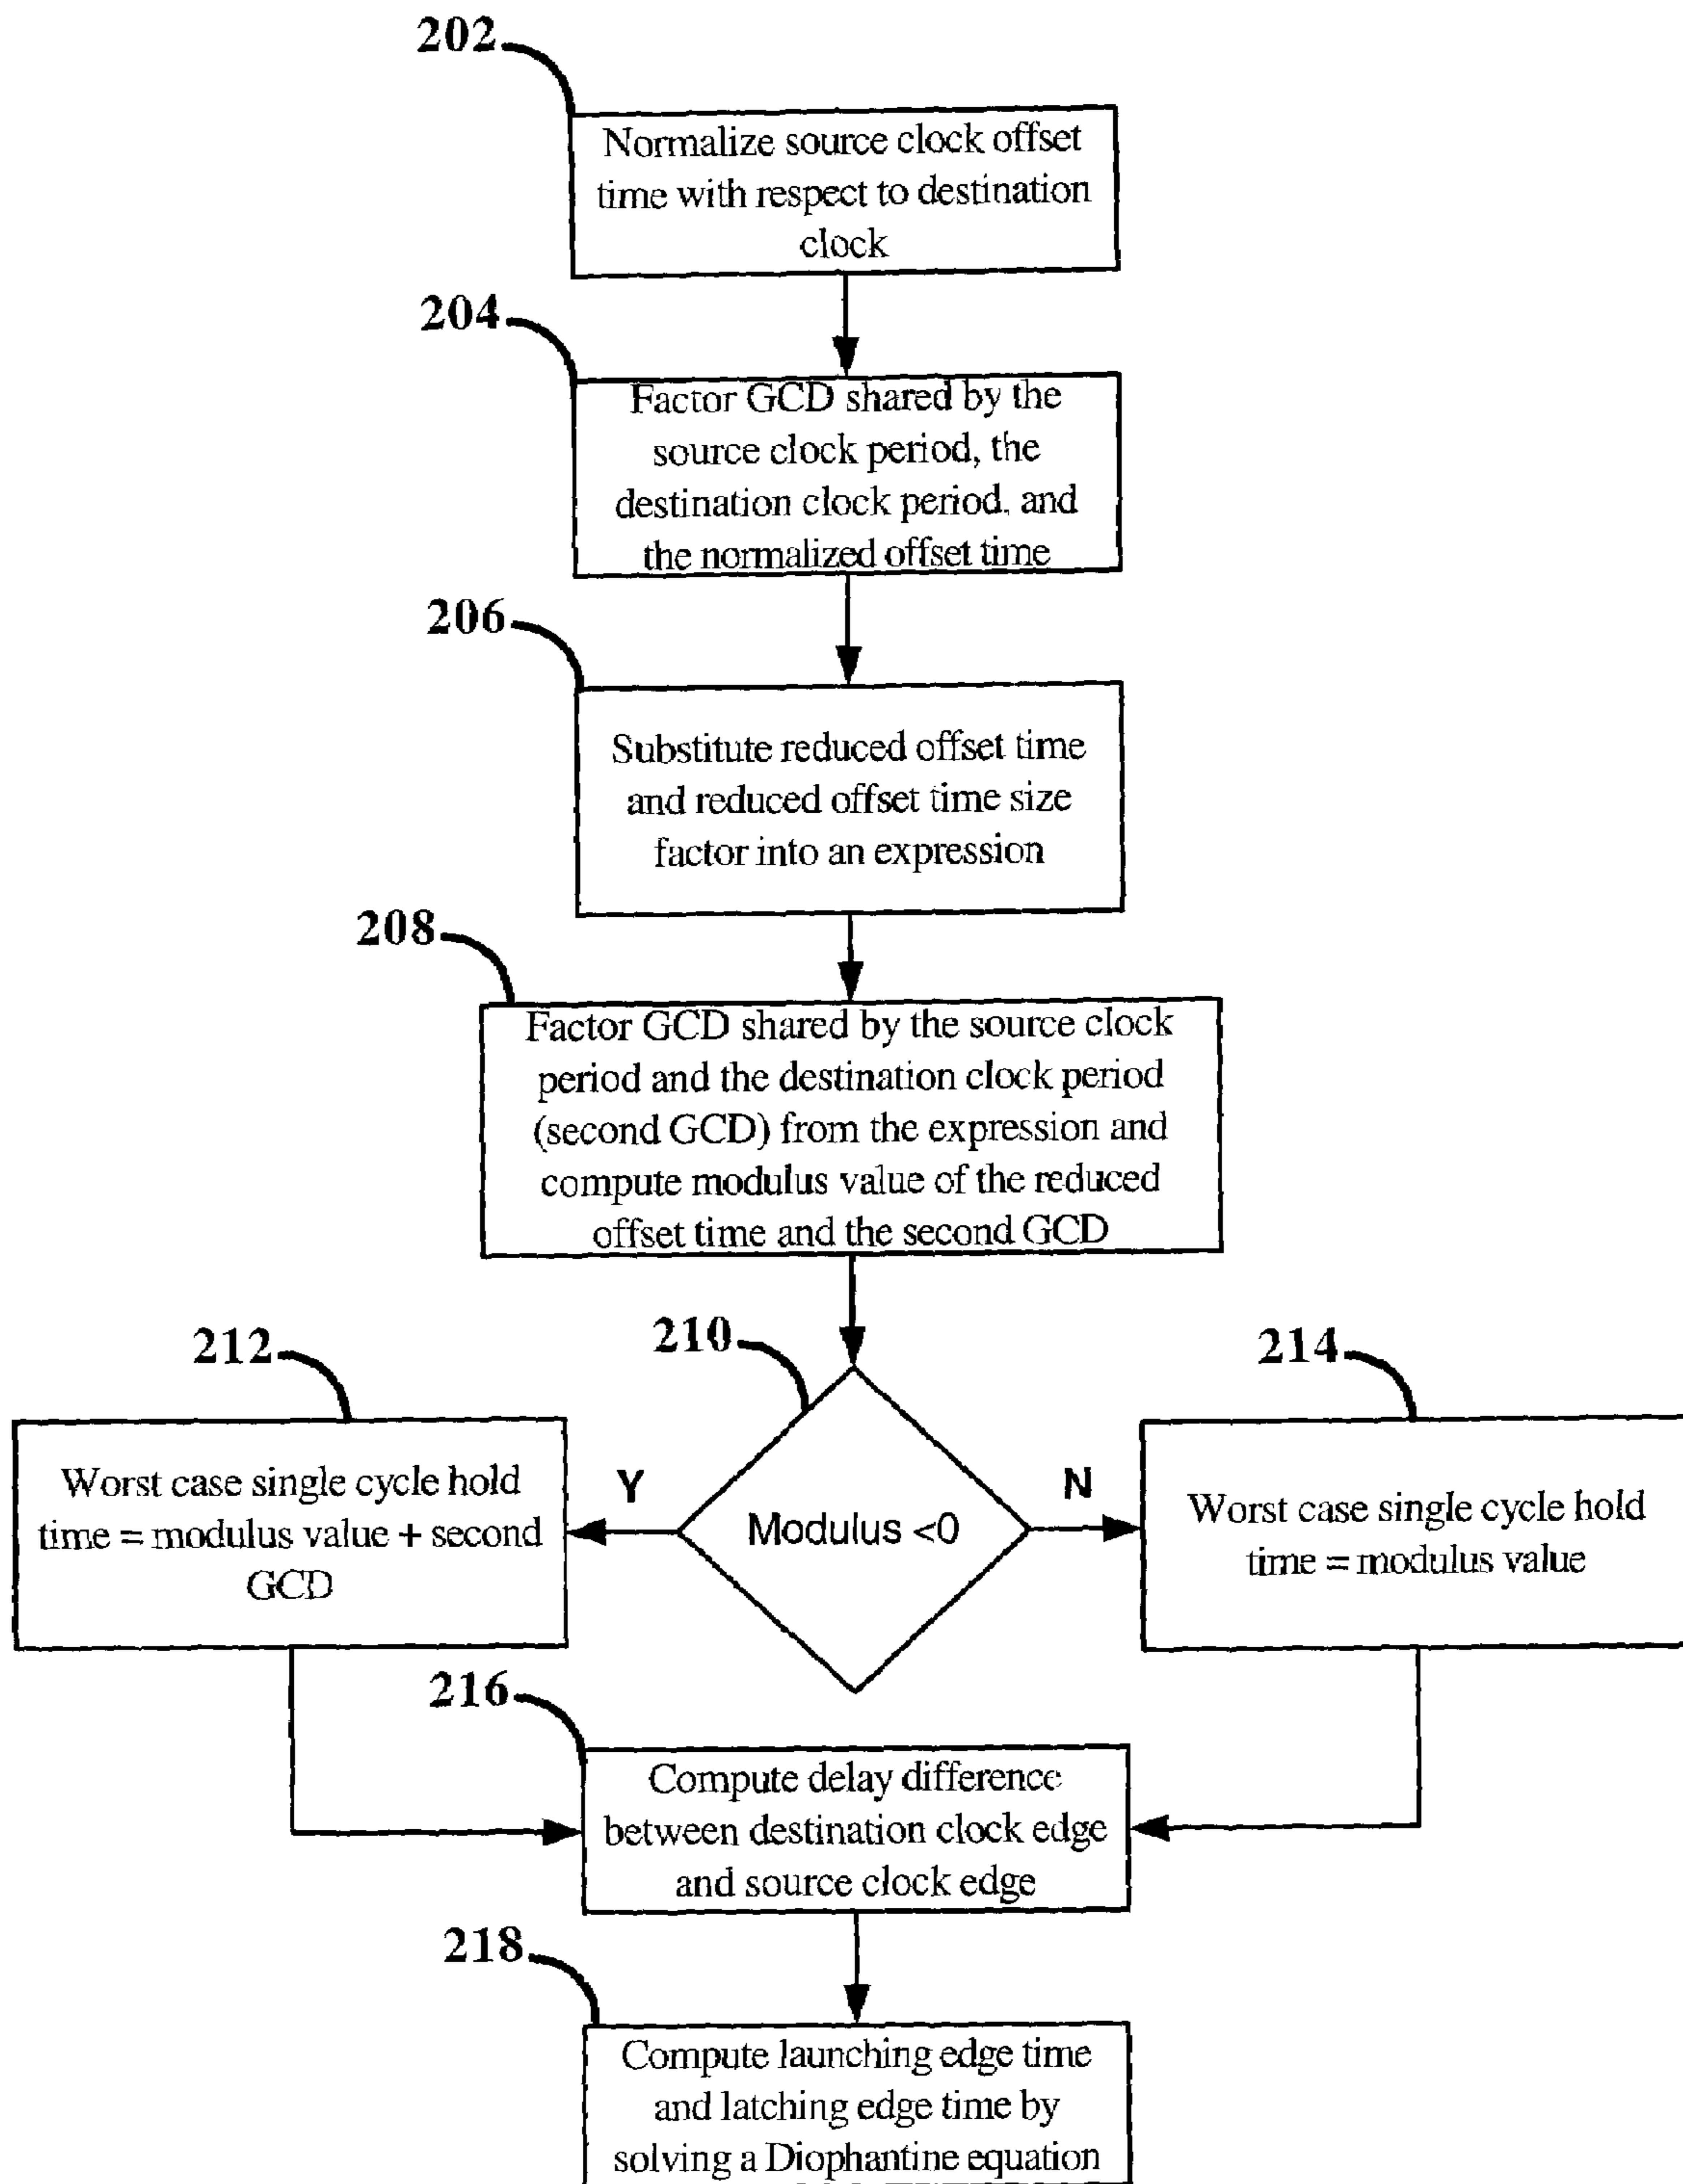 202
Normalize source clock offset
time with respect to destination
clock
204
Factor GCD shared by the
source clock period, the
destination clock period, and
the normalized offset time
206
Substitute reduced offset time
and reduced offset time size
factor into an expression
208
Factor GCD shared by the source clock
period and the destination clock period
(second GCD) from the expression and
compute modulus value of the reduced
offset time and the second GCD
212
210
214
Worst case single cycle hold
time = modulus value + second
GCD
Y
Modulus <0
N
Worst case single cycle hold
time = modulus value
216
Compute delay difference
between destination clock edge
and source clock edge
218
Compute launching edge time
and latching edge time by
solving a Diophantine equation